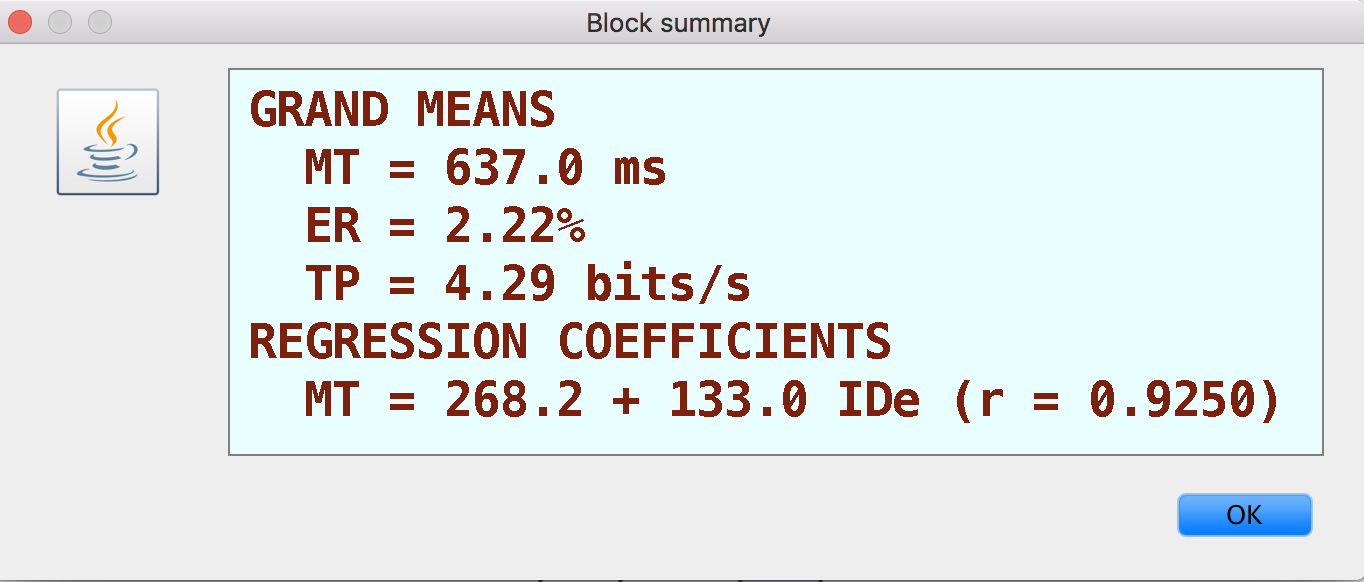 Block summary
GRAND MEANS
MT = 637.0 ms
ER = 2.22%
TP = 4.29 bits/s
REGRESSION COEFFICIENTS
MT = 268.2 + 133.0 IDe (r = 0.9250)
OK